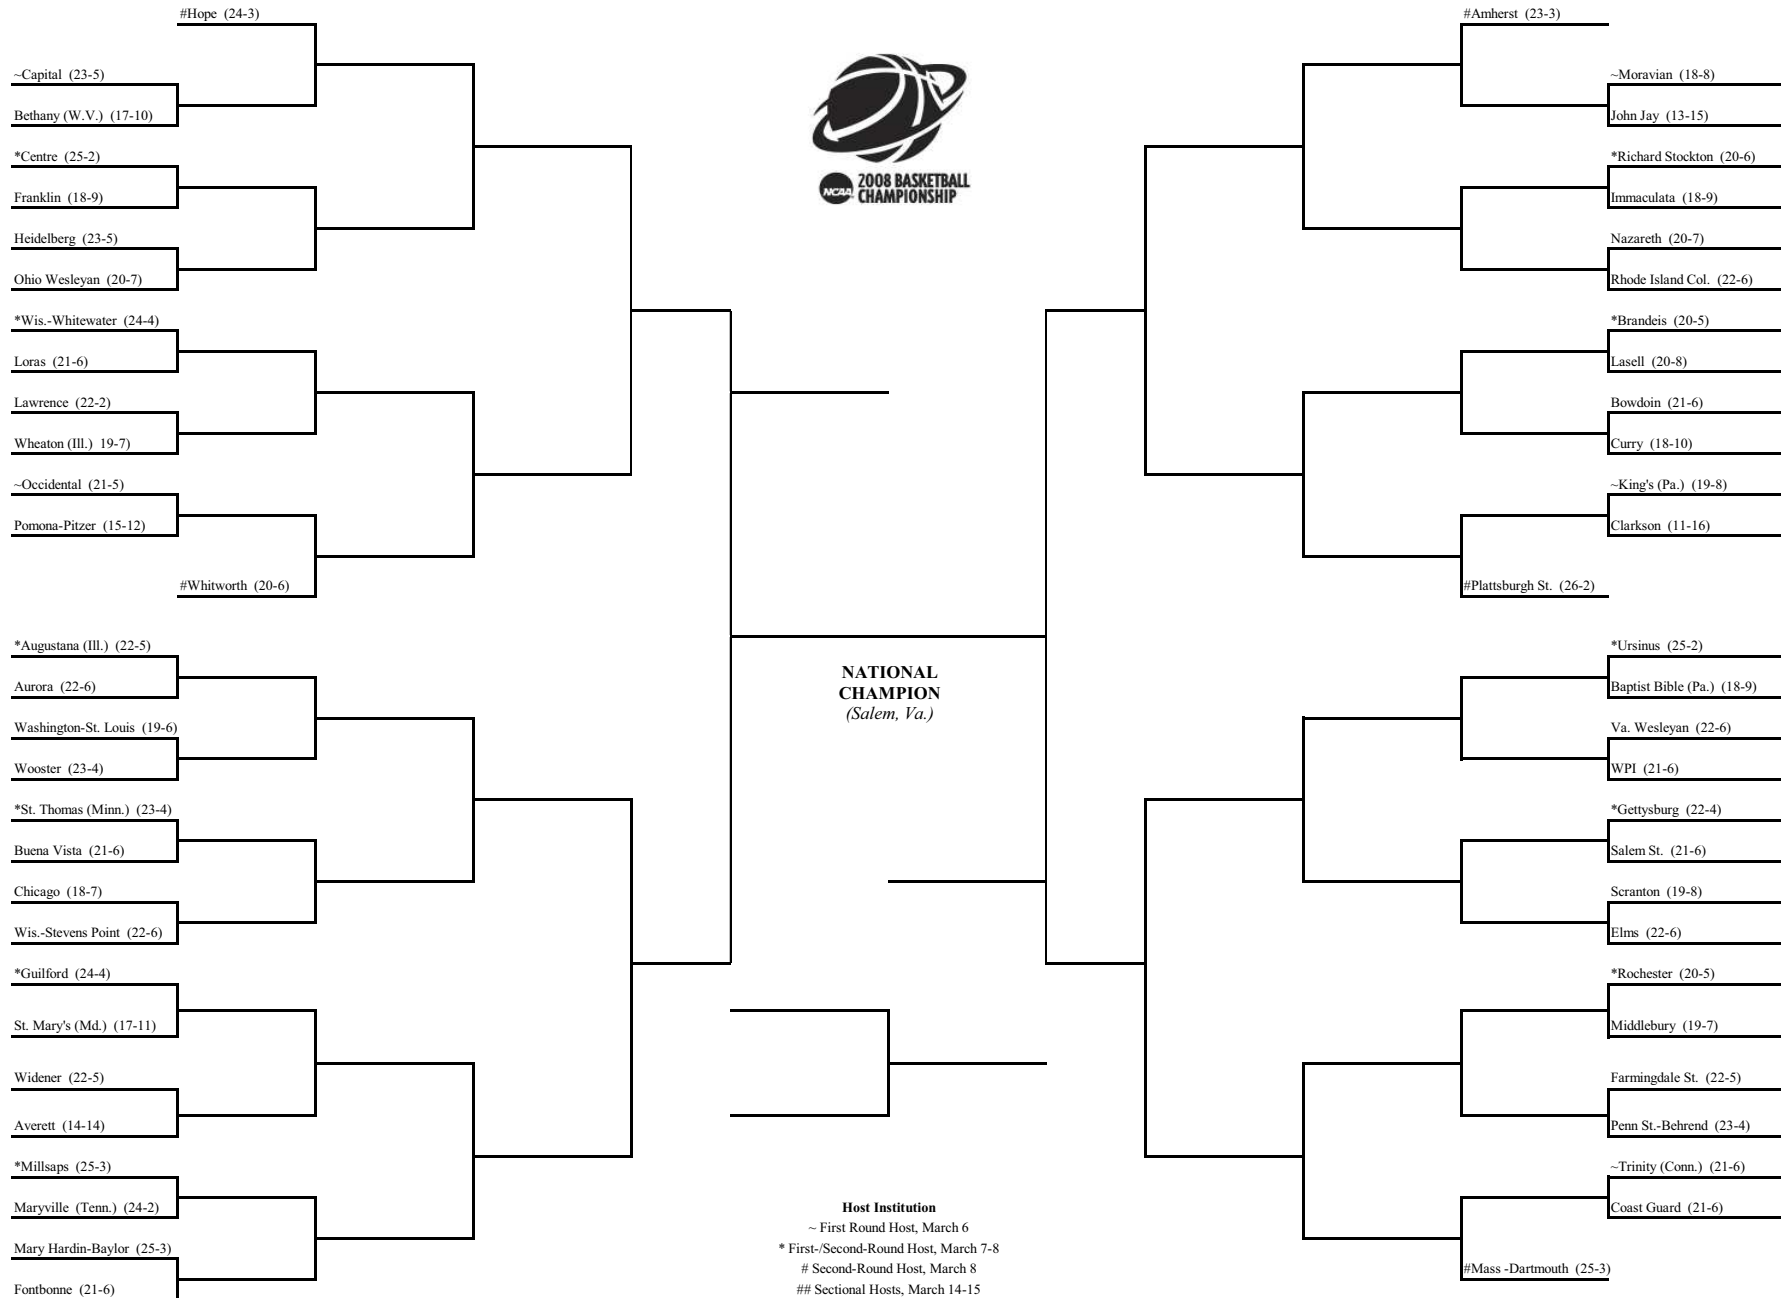 #Hope (24-3)
~Capital (23-5)
Bethany (W.V.) (17-10)
*Centre (25-2)
Franklin (18-9)
Heidelberg (23-5)
Ohio Wesleyan (20-7)
*Wis.-Whitewater (24-4)
Loras (21-6)
Lawrence (22-2)
Wheaton (Ill.) 19-7)
~Occidental (21-5)
Pomona-Pitzer (15-12)
#Whitworth (20-6)
*Augustana (Ill.) (22-5)
Aurora (22-6)
Washington-St. Louis (19-6)
Wooster (23-4)
*St. Thomas (Minn.) (23-4)
Buena Vista (21-6)
Chicago (18-7)
Wis.-Stevens Point (22-6)
*Guilford (24-4)
St. Mary's (Md.) (17-11)
Widener (22-5)
Averett (14-14)
*Millsaps (25-3)
Maryville (Tenn.) (24-2)
Mary Hardin-Baylor (25-3)
Fontbonne (21-6)
NCAA 2008 BASKETBALL
CHAMPIONSHIP
NATIONAL
CHAMPION
(Salem, Va.)
Host Institution
~ First Round Host, March 6
* First-/Second-Round Host, March 7-8
# Second-Round Host, March 8
## Sectional Hosts, March 14-15
#Amherst (23-3)
~Moravian (18-8)
John Jay (13-15)
*Richard Stockton (20-6)
Immaculata (18-9)
Nazareth (20-7)
Rhode Island Col. (22-6)
*Brandeis (20-5)
Lasell (20-8)
Bowdoin (21-6)
Curry (18-10)
~King's (Pa.) (19-8)
Clarkson (11-16)
#Plattsburgh St. (26-2)
*Ursinus (25-2)
Baptist Bible (Pa.) (18-9)
Va. Wesleyan (22-6)
WPI (21-6)
*Gettysburg (22-4)
Salem St. (21-6)
Scranton (19-8)
Elms (22-6)
*Rochester (20-5)
Middlebury (19-7)
Farmingdale St. (22-5)
Penn St.-Behrend (23-4)
~Trinity (Conn.) (21-6)
Coast Guard (21-6)
#Mass -Dartmouth (25-3)